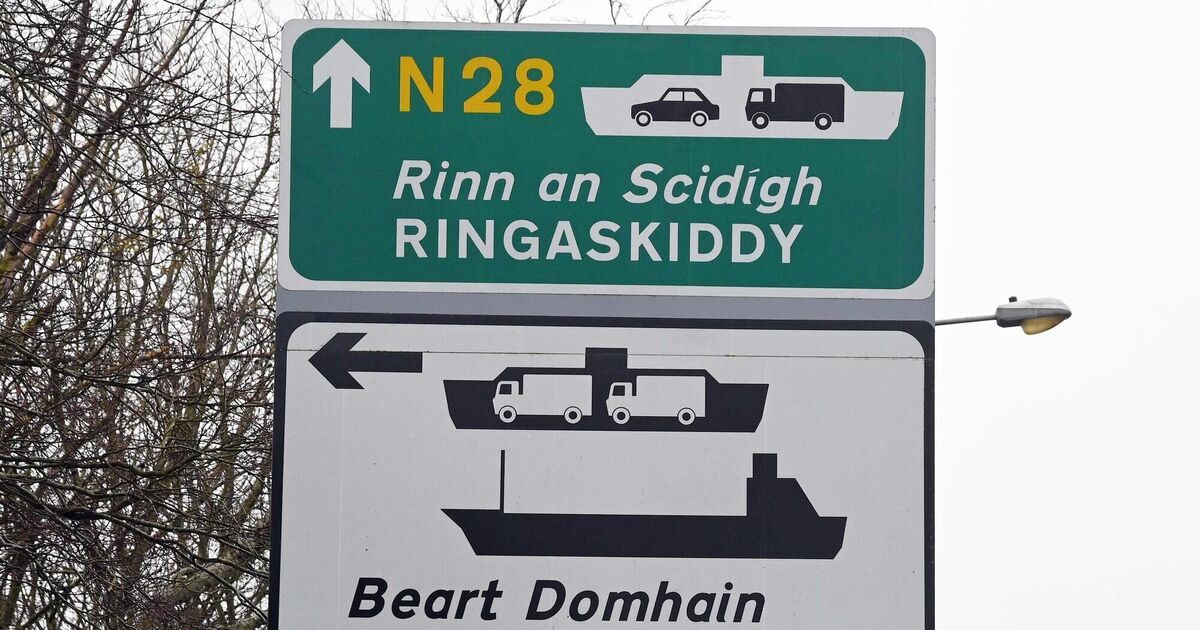 N28
Rinn an Scidígh
RINGASKIDDY
Beart Domhain